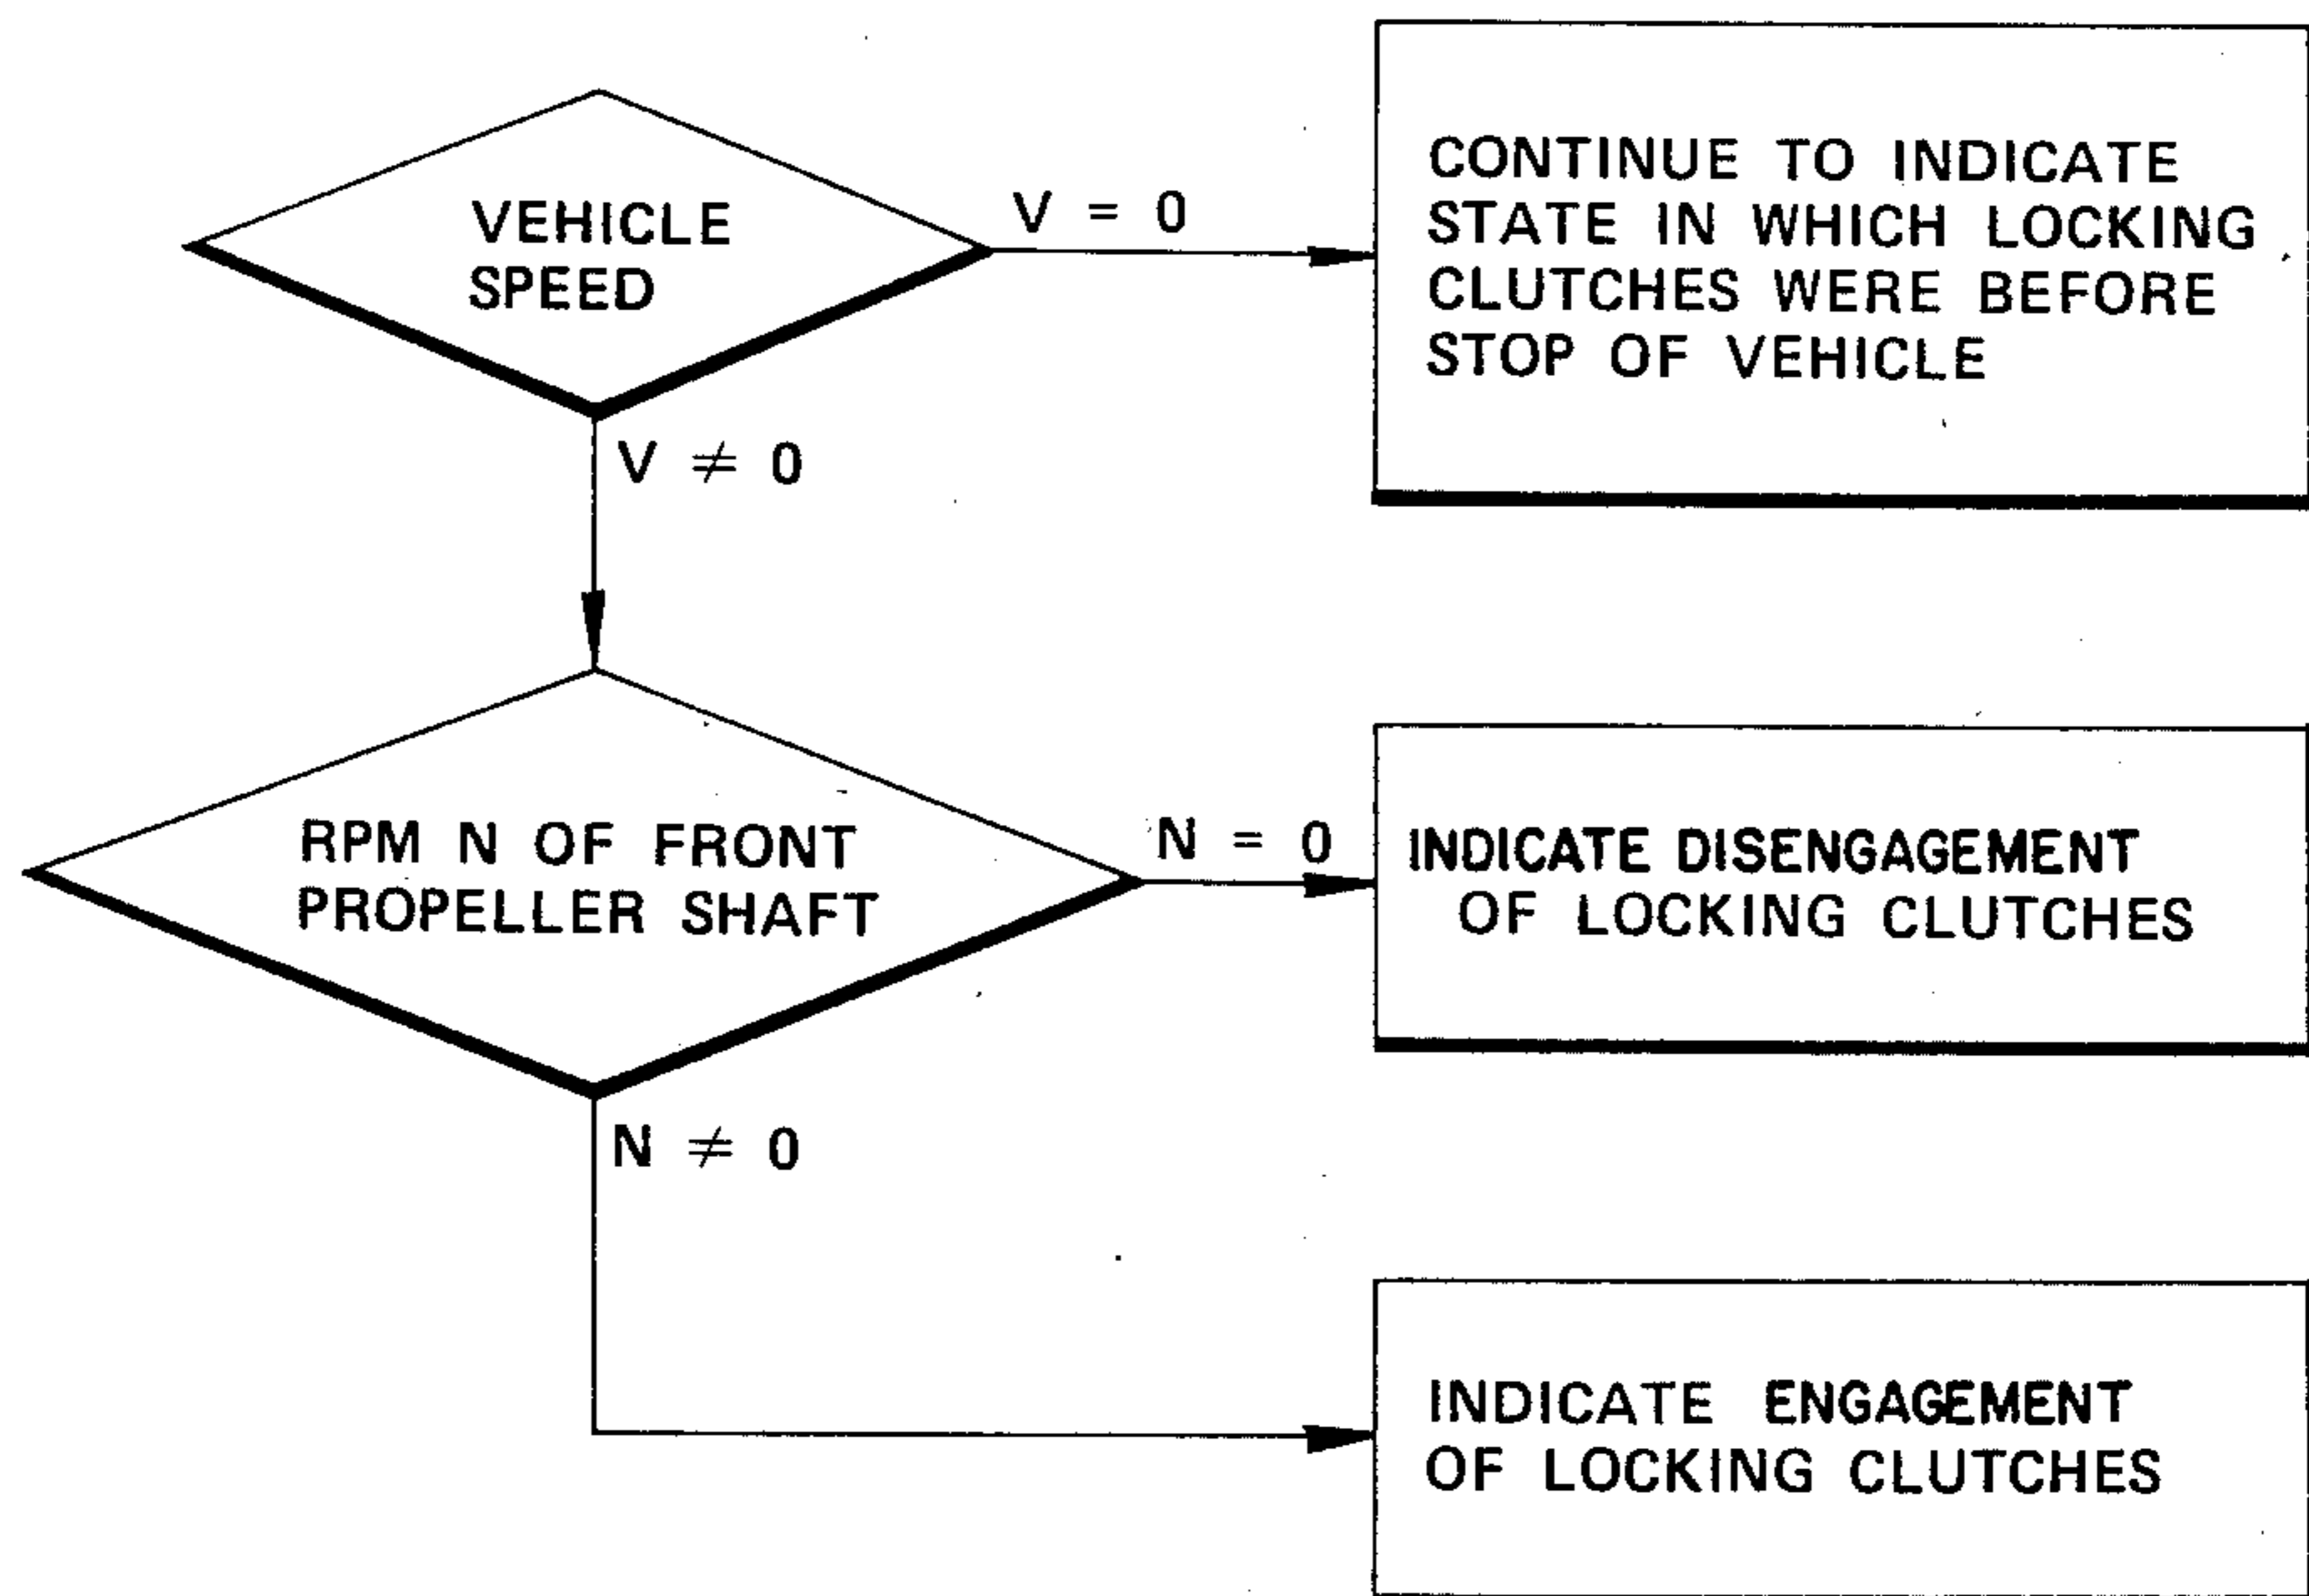 VEHICLE
SPEED
V = 0
CONTINUE TO INDICATE
STATE IN WHICH LOCKING
CLUTCHES WERE BEFORE
STOP OF VEHICLE
V ≠ 0
RPM N OF FRONT
PROPELLER SHAFT
N = 0
INDICATE DISENGAGEMENT
OF LOCKING CLUTCHES
N ≠ 0
INDICATE ENGAGEMENT
OF LOCKING CLUTCHES